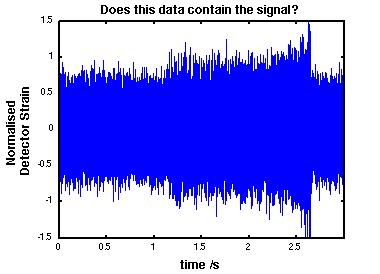 Does this data contain the signal?
1.5
1
0.5
0
-0.5
-1
-1.5
Normalised
Detector Strain
0 0.5 1 1.5 2 2.5 3
time /s